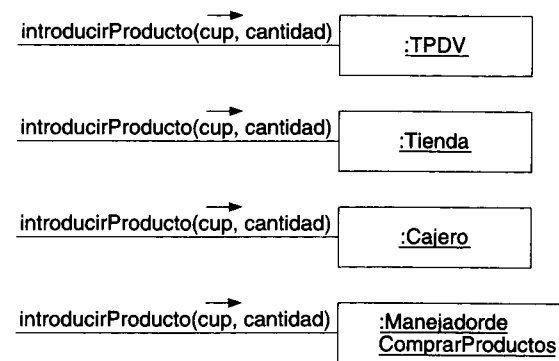 introducirProducto(cup, cantidad)
:TPDV
introducirProducto(cup, cantidad)
:Tienda
introducirProducto(cup, cantidad)
:Cajero
introducirProducto(cup, cantidad)
:Manejadorde
ComprarProductos